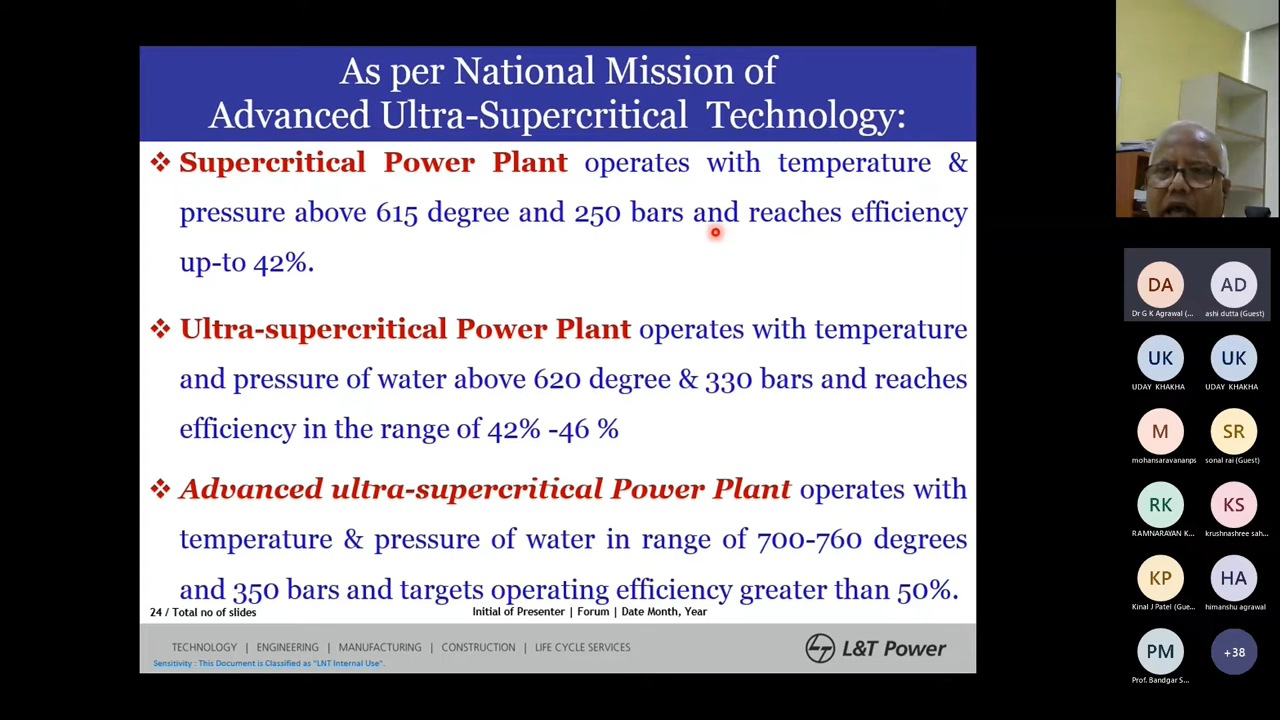 As per National Mission of
Advanced Ultra-Supercritical Technology:
❖ Supercritical Power Plant operates with temperature &
pressure above 615 degree and 250 bars and reaches efficiency
up-to 42%.
❖ Ultra-supercritical Power Plant operates with temperature
and pressure of water above 620 degree & 330 bars and reaches
efficiency in the range of 42% -46 %
❖ Advanced ultra-supercritical Power Plant operates with
temperature & pressure of water in range of 700-760 degrees
and 350 bars and targets operating efficiency greater than 50%.
24 / Total no of slides
Initial of Presenter | Forum | Date Month, Year
TECHNOLOGY | ENGINEERING | MANUFACTURING | CONSTRUCTION | LIFE CYCLE SERVICES
L&T Power
Sensitivity : This Document is Classified as "LNT Internal Use".
DA AD
Dr G K Agrawal (... ashi dutta (Guest)
UK UK
UDAY KHAKHA UDAY KHAKHA
M SR
mohansaravananps sonal rai (Guest)
RK KS
RAMNARAYAN K... krushnashree sah...
KP HA
Kinal J Patel (Gue... himanshu agrawal
PM +38
Prof. Bandgar S...